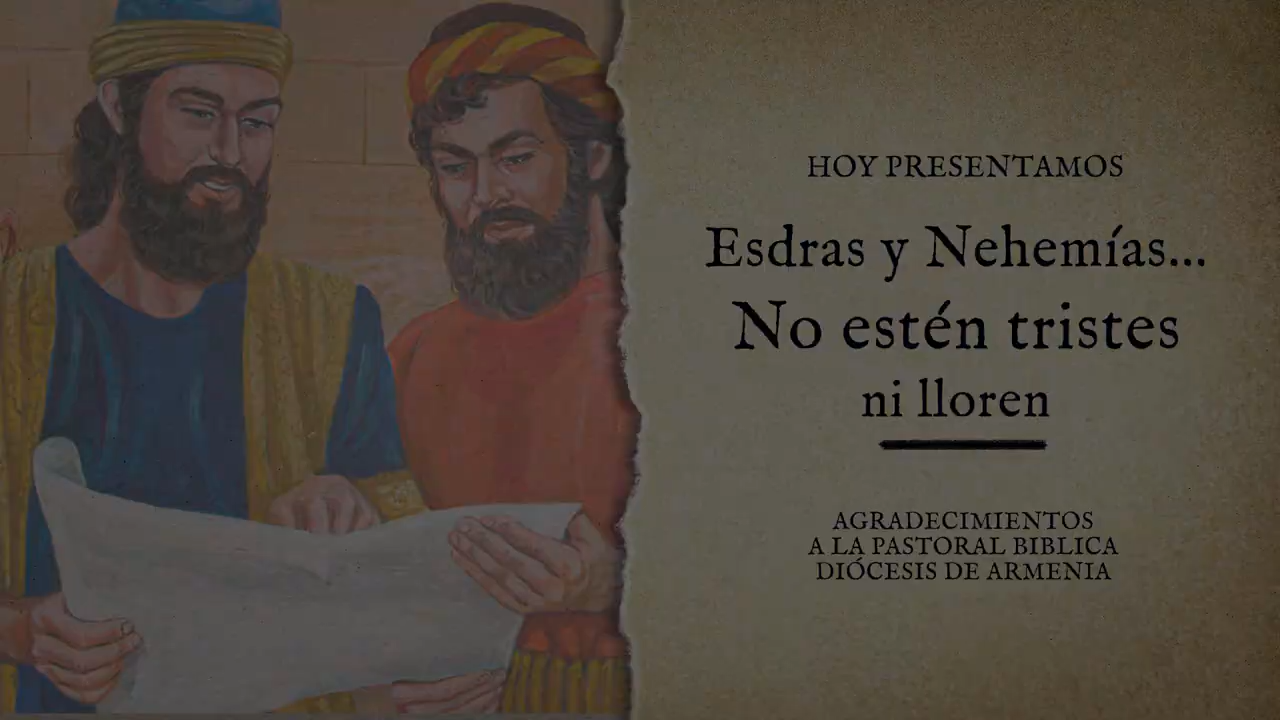 HOY PRESENTAMOS
Esdras y Nehemías...
No estén tristes
ni lloren
AGRADECIMIENTOS
A LA PASTORAL BIBLICA
DIÓCESIS DE ARMENIA